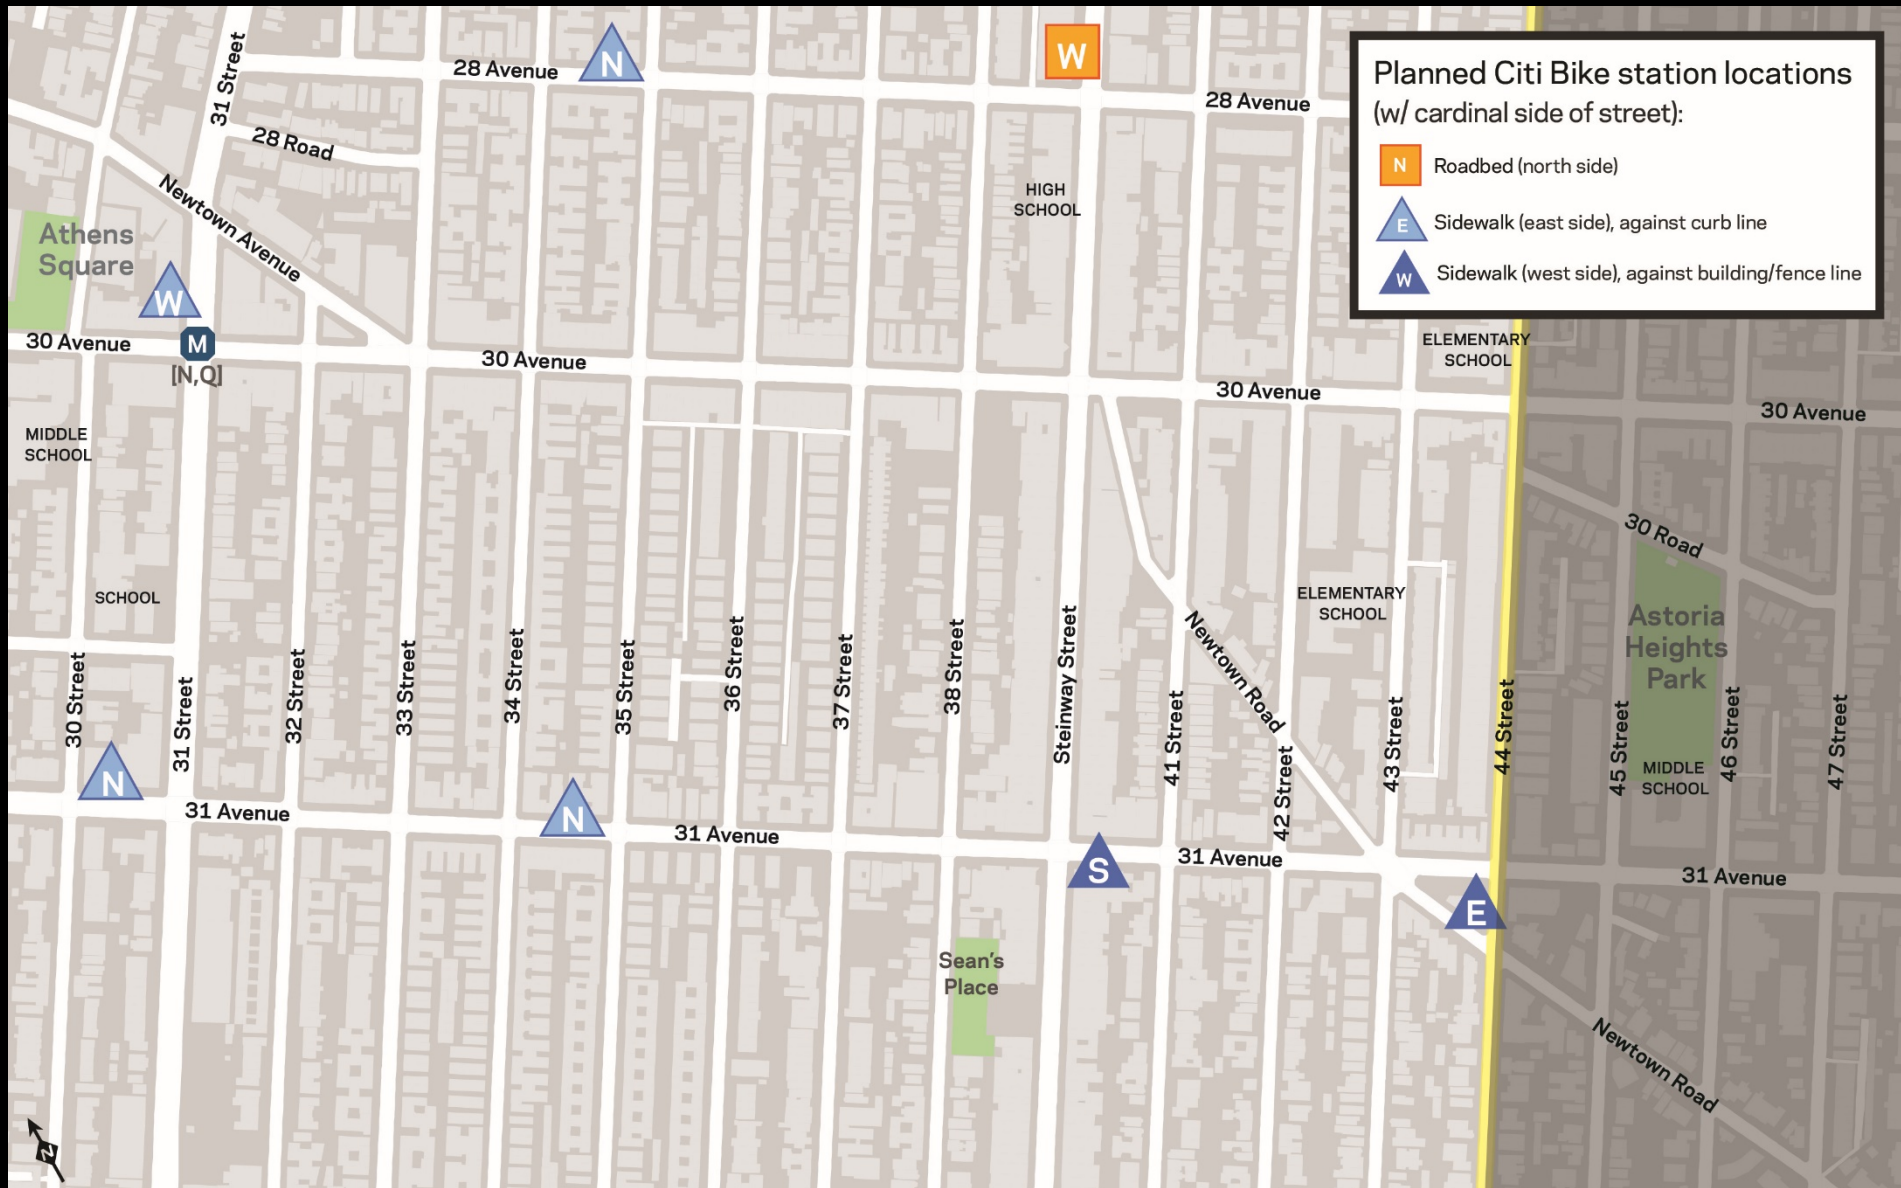 Planned Citi Bike station locations
(w/ cardinal side of street):
N Roadbed (north side)
E Sidewalk (east side), against curb line
W Sidewalk (west side), against building/fence line
31 Street
28 Avenue
N
W
28 Avenue
28 Road
Newtown Avenue
HIGH
SCHOOL
Athens
Square
W
30 Avenue
M
[N,Q]
30 Avenue
30 Avenue
ELEMENTARY
SCHOOL
30 Avenue
MIDDLE
SCHOOL
30 Road
SCHOOL
ELEMENTARY
SCHOOL
Astoria
Heights
Park
30 Street
31 Street
32 Street
33 Street
34 Street
35 Street
36 Street
37 Street
38 Street
Steinway Street
41 Street
Newtown Road
42 Street
43 Street
44 Street
45 Street
46 Street
47 Street
MIDDLE
SCHOOL
N
31 Avenue
N
31 Avenue
S
31 Avenue
E
31 Avenue
Sean's
Place
Newtown Road
N